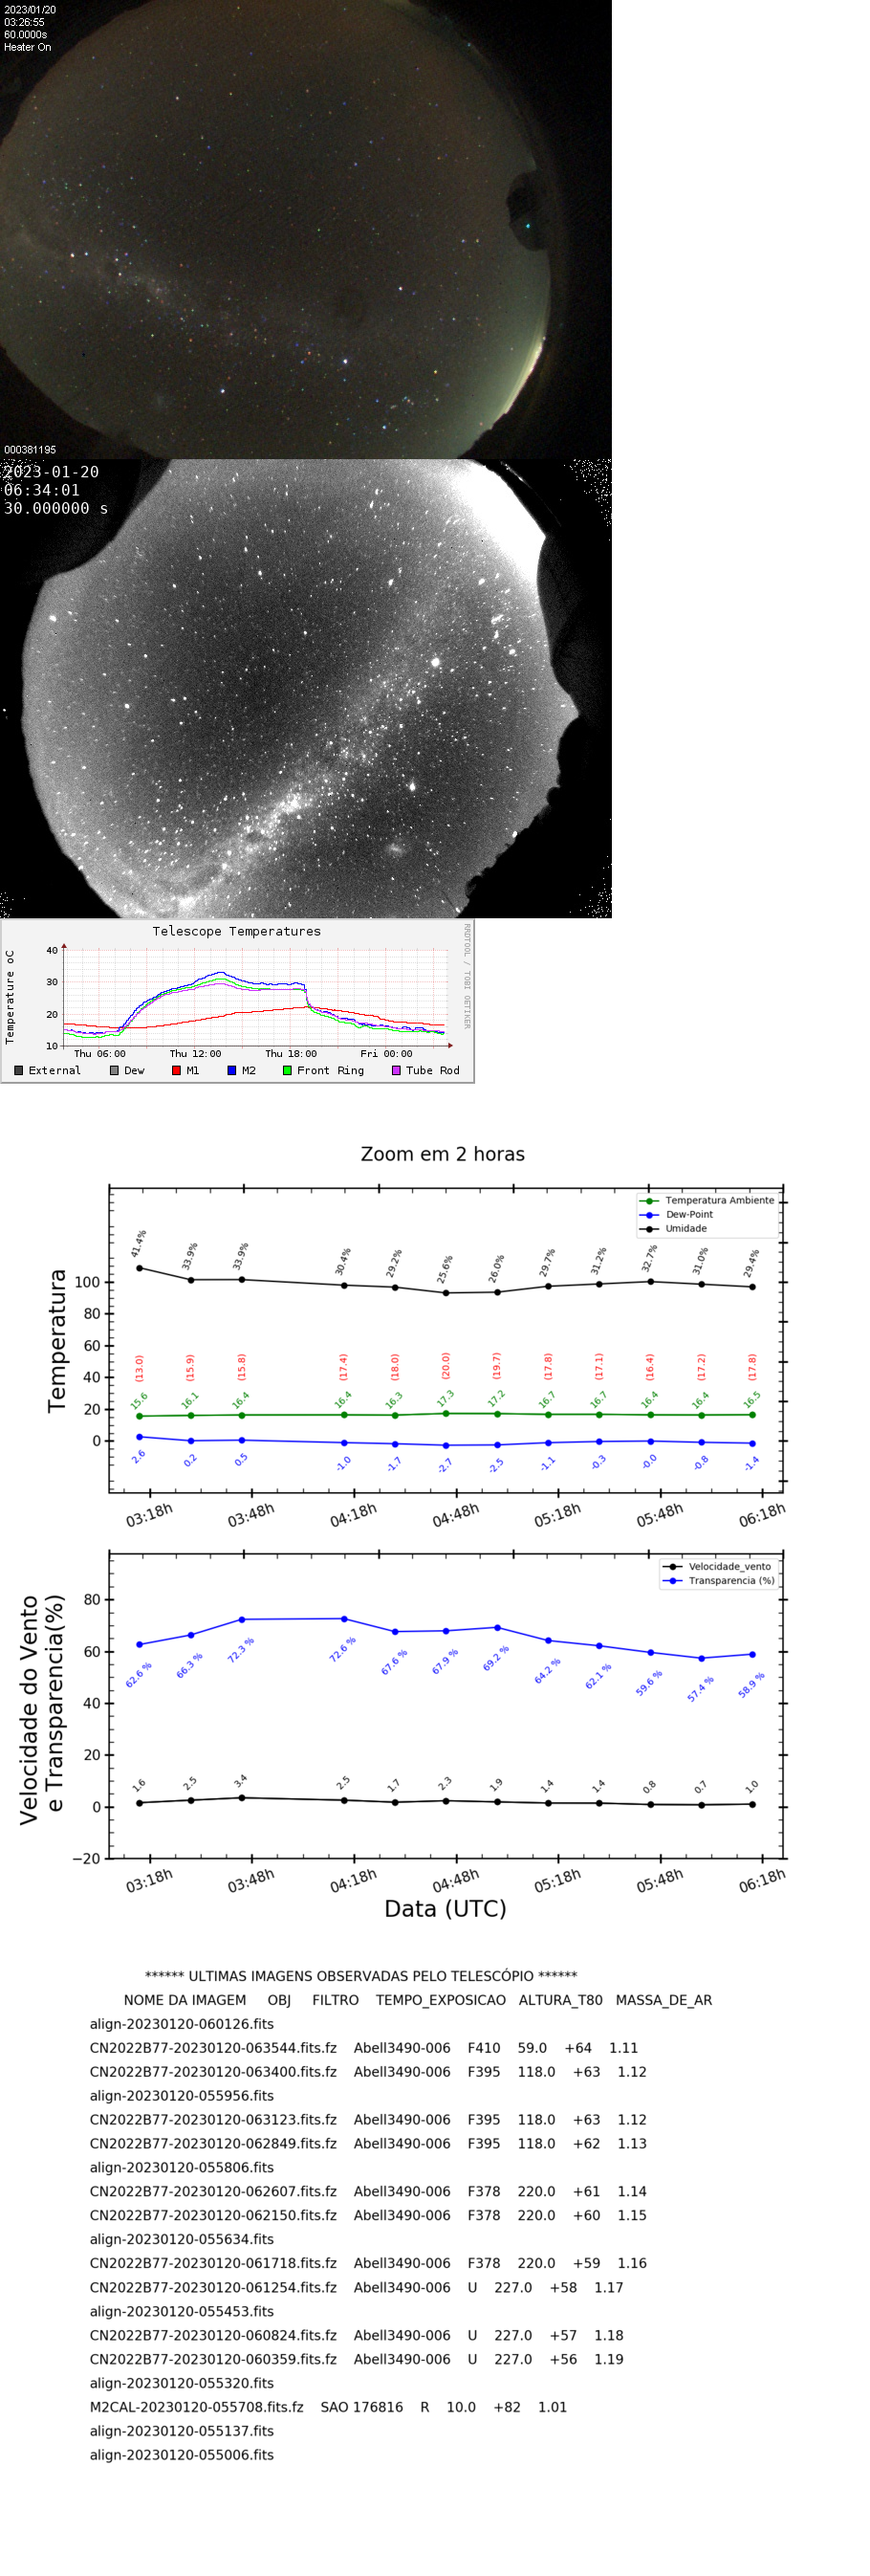 2023/01/20
03:26:55
60.0000s
Heater On
000381195
2023-01-20
06:34:01
30.000000 s
Telescope Temperatures
RRDTOOL / TOBI OETIKER
Temperature oC
40
30
20
10
Thu 06:00 Thu 12:00 Thu 18:00 Fri 00:00
External Dew M1 M2 Front Ring Tube Rod
Zoom em 2 horas
Temperatura Ambiente
Dew-Point
Umidade
Temperatura
100
80
60
40
20
0
41.4% 33.9% 33.9% 30.4% 29.2% 25.6% 26.0% 29.7% 31.2% 32.7% 31.0% 29.4%
(13.0) (15.9) (15.8) (17.4) (18.0) (20.0) (19.7) (17.8) (17.1) (16.4) (17.2) (17.8)
15.6 16.1 16.4 16.4 16.3 17.3 17.2 16.7 16.7 16.4 16.4 16.5
2.6 0.2 0.5 -1.0 -1.7 -2.7 -2.5 -1.1 -0.3 -0.0 -0.8 -1.4
03:18h 03:48h 04:18h 04:48h 05:18h 05:48h 06:18h
Velocidade_vento
Transparencia (%)
Velocidade do Vento
e Transparencia(%)
80
60
40
20
0
−20
62.6 % 66.3 % 72.3 % 72.6 % 67.6 % 67.9 % 69.2 % 64.2 % 62.1 % 59.6 % 57.4 % 58.9 %
1.6 2.5 3.4 2.5 1.7 2.3 1.9 1.4 1.4 0.8 0.7 1.0
03:18h 03:48h 04:18h 04:48h 05:18h 05:48h 06:18h
Data (UTC)
****** ULTIMAS IMAGENS OBSERVADAS PELO TELESCÓPIO ******
NOME DA IMAGEM OBJ FILTRO TEMPO_EXPOSICAO ALTURA_T80 MASSA_DE_AR
align-20230120-060126.fits
CN2022B77-20230120-063544.fits.fz Abell3490-006 F410 59.0 +64 1.11
CN2022B77-20230120-063400.fits.fz Abell3490-006 F395 118.0 +63 1.12
align-20230120-055956.fits
CN2022B77-20230120-063123.fits.fz Abell3490-006 F395 118.0 +63 1.12
CN2022B77-20230120-062849.fits.fz Abell3490-006 F395 118.0 +62 1.13
align-20230120-055806.fits
CN2022B77-20230120-062607.fits.fz Abell3490-006 F378 220.0 +61 1.14
CN2022B77-20230120-062150.fits.fz Abell3490-006 F378 220.0 +60 1.15
align-20230120-055634.fits
CN2022B77-20230120-061718.fits.fz Abell3490-006 F378 220.0 +59 1.16
CN2022B77-20230120-061254.fits.fz Abell3490-006 U 227.0 +58 1.17
align-20230120-055453.fits
CN2022B77-20230120-060824.fits.fz Abell3490-006 U 227.0 +57 1.18
CN2022B77-20230120-060359.fits.fz Abell3490-006 U 227.0 +56 1.19
align-20230120-055320.fits
M2CAL-20230120-055708.fits.fz SAO 176816 R 10.0 +82 1.01
align-20230120-055137.fits
align-20230120-055006.fits